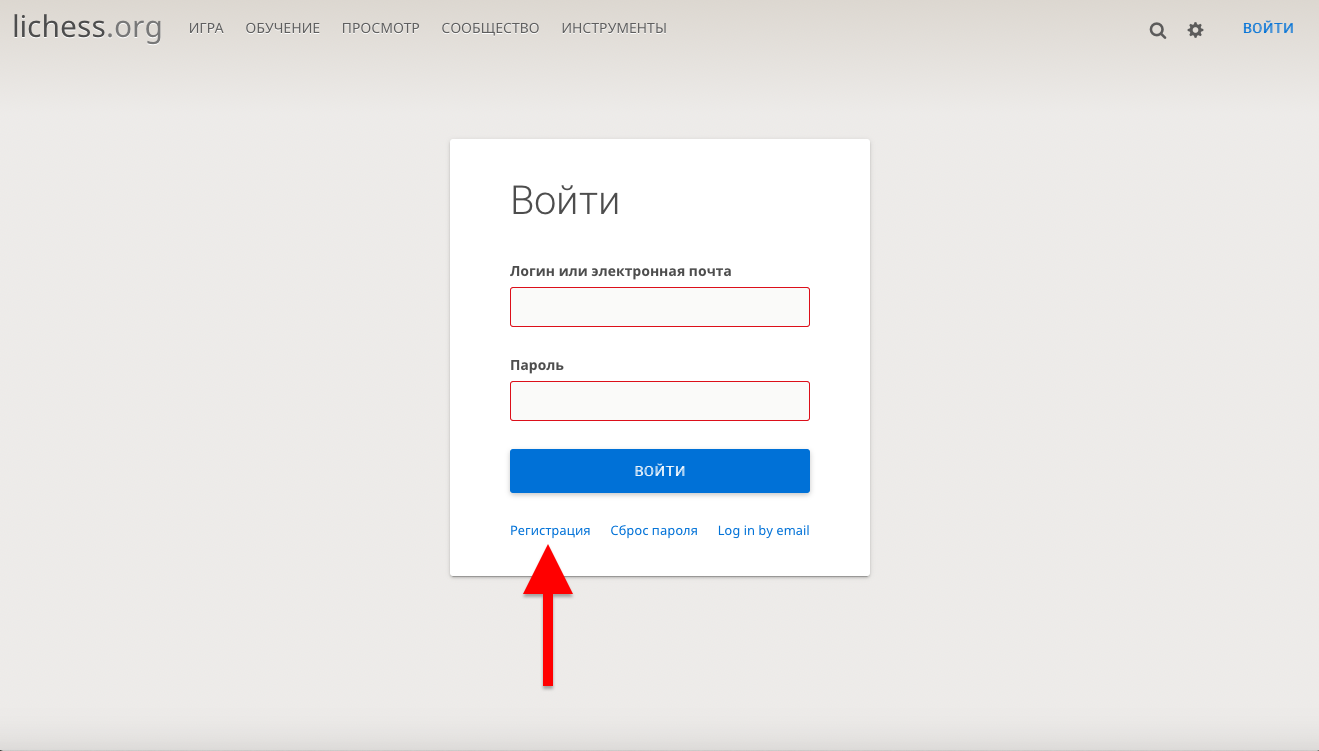 lichess.org ИГРА ОБУЧЕНИЕ ПРОСМОТР СООБЩЕСТВО ИНСТРУМЕНТЫ ВОЙТИ
Войти
Логин или электронная почта
Пароль
ВОЙТИ
Регистрация Сброс пароля Log in by email